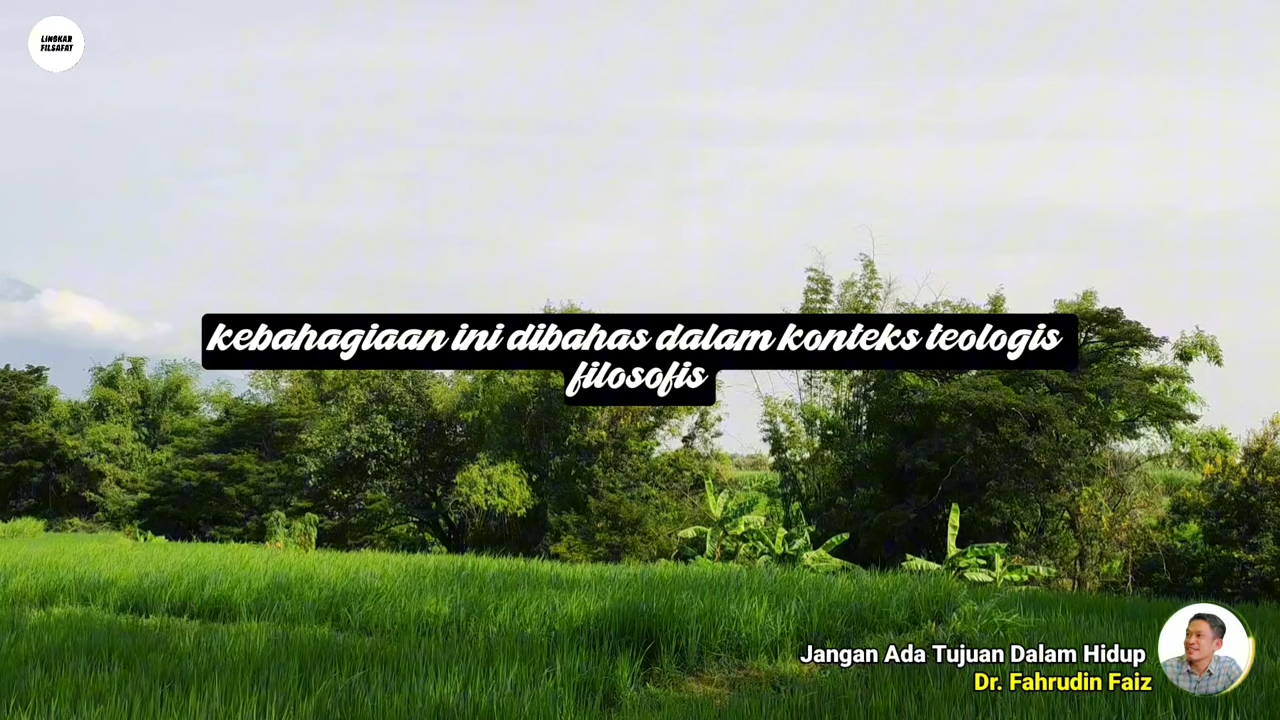 LINGKAR
FILSAFAT
kebahagiaan ini dibahas dalam konteks teologis
filosofis
Jangan Ada Tujuan Dalam Hidup
Dr. Fahrudin Faiz